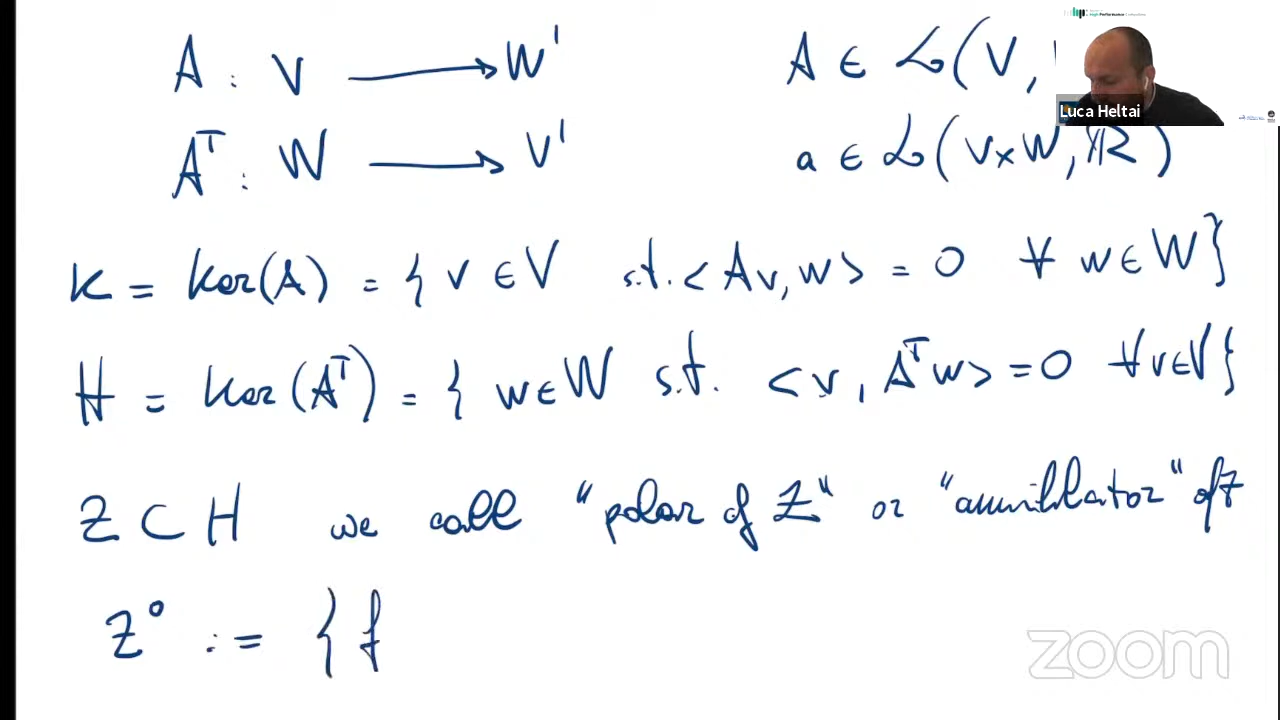 A : V ⟶ W'
A ∈ ℒ(V,
Luca Heltai
Aᵀ : W ⟶ V'
a ∈ ℒ(V×W, ℝ)
K = Ker(A) = { v ∈ V s.t. < Av, w > = 0 ∀ w ∈ W }
H = Ker(Aᵀ) = { w ∈ W s.t. < v, Aᵀw > = 0 ∀ v ∈ V }
Z ⊂ H we call "polar of Z" or "annihilator" of Z
Z° := { f
zoom